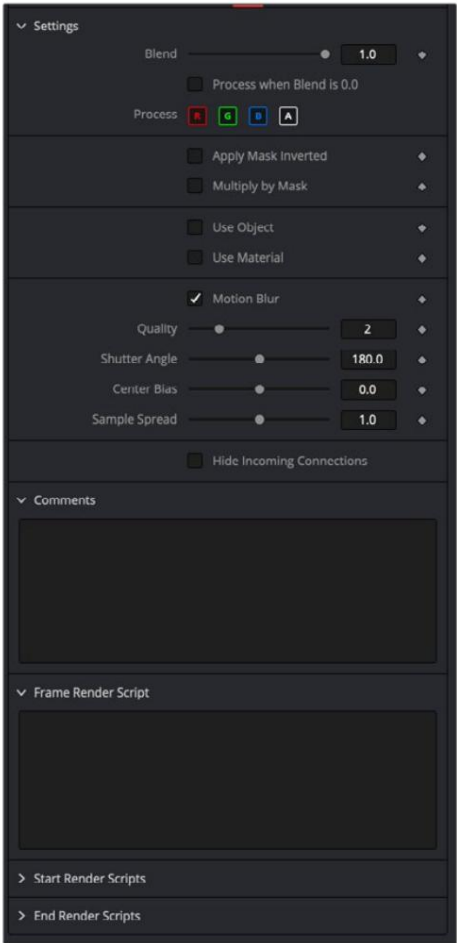 Settings
Blend 1.0
Process when Blend is 0.0
Process R G B A
Apply Mask Inverted
Multiply by Mask
Use Object
Use Material
Motion Blur
Quality 2
Shutter Angle 180.0
Center Bias 0.0
Sample Spread 1.0
Hide Incoming Connections
Comments
Frame Render Script
Start Render Scripts
End Render Scripts